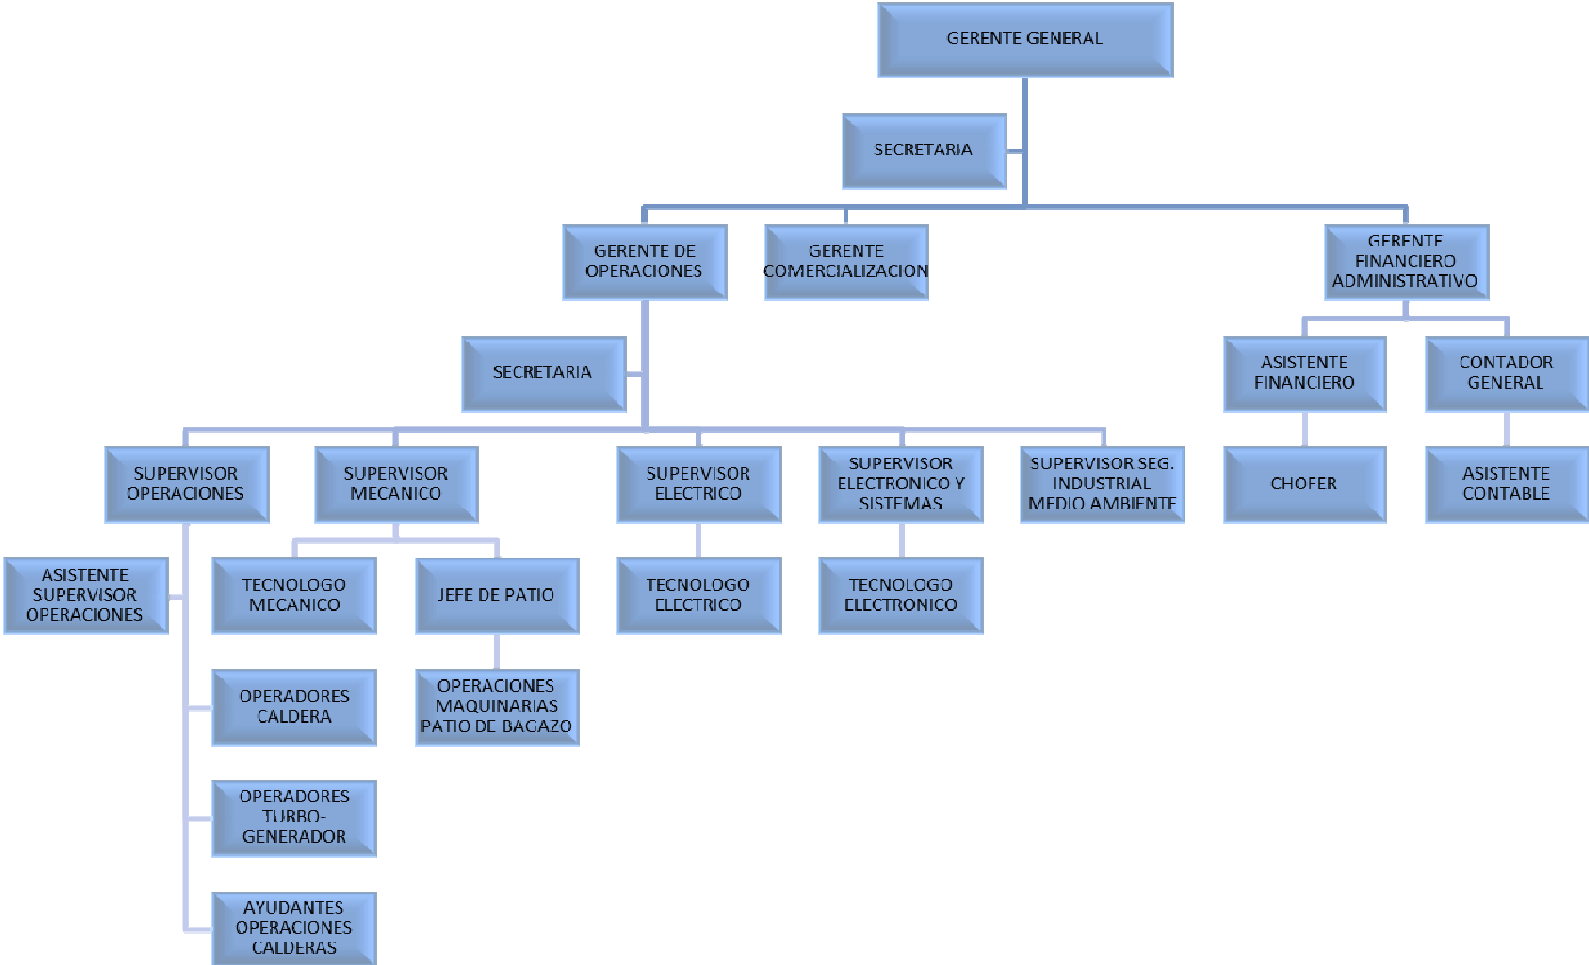 GERENTE GENERAL
SECRETARIA
GERENTE DE
OPERACIONES
GERENTE
COMERCIALIZACION
GERENTE
FINANCIERO
ADMINISTRATIVO
SECRETARIA
ASISTENTE
FINANCIERO
CONTADOR
GENERAL
SUPERVISOR
OPERACIONES
SUPERVISOR
MECANICO
SUPERVISOR
ELECTRICO
SUPERVISOR
ELECTRONICO Y
SISTEMAS
SUPERVISOR SEG.
INDUSTRIAL
MEDIO AMBIENTE
CHOFER
ASISTENTE
CONTABLE
ASISTENTE
SUPERVISOR
OPERACIONES
TECNOLOGO
MECANICO
JEFE DE PATIO
TECNOLOGO
ELECTRICO
TECNOLOGO
ELECTRONICO
OPERADORES
CALDERA
OPERACIONES
MAQUINARIAS
PATIO DE BAGAZO
OPERADORES
TURBO-
GENERADOR
AYUDANTES
OPERACIONES
CALDERAS